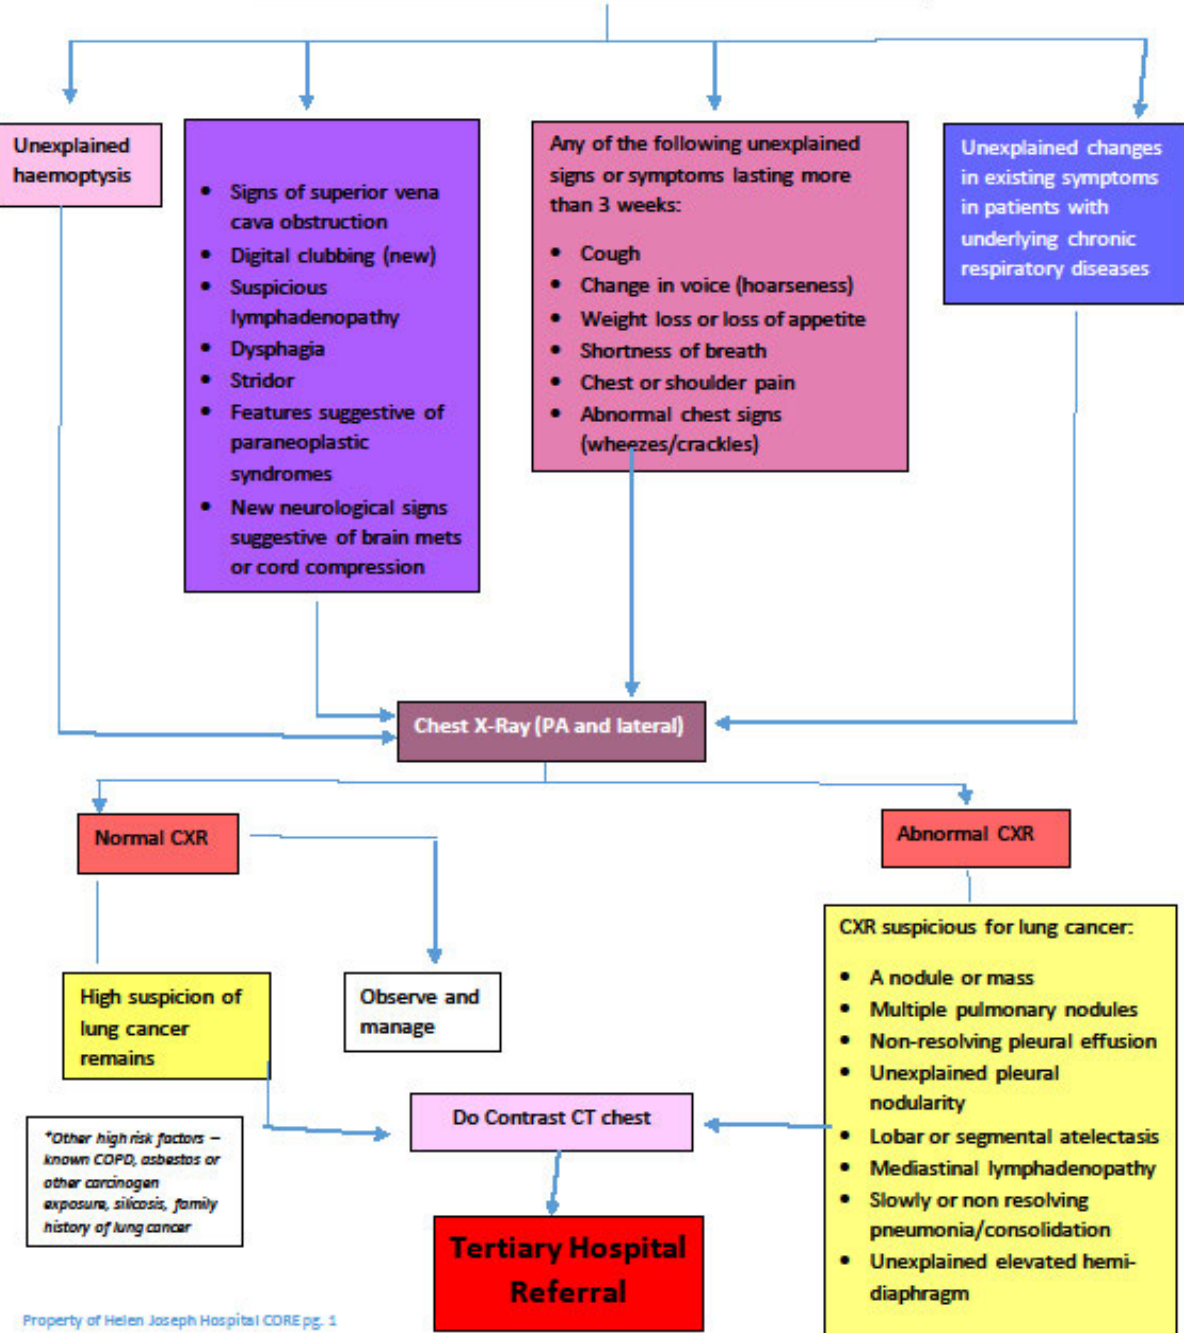 Unexplained
haemoptysis
• Signs of superior vena
cava obstruction
• Digital clubbing (new)
• Suspicious
lymphadenopathy
• Dysphagia
• Stridor
• Features suggestive of
paraneoplastic
syndromes
• New neurological signs
suggestive of brain mets
or cord compression
Any of the following unexplained
signs or symptoms lasting more
than 3 weeks:
• Cough
• Change in voice (hoarseness)
• Weight loss or loss of appetite
• Shortness of breath
• Chest or shoulder pain
• Abnormal chest signs
(wheezes/crackles)
Unexplained changes
in existing symptoms
in patients with
underlying chronic
respiratory diseases
Chest X-Ray (PA and lateral)
Normal CXR
Abnormal CXR
High suspicion of
lung cancer
remains
Observe and
manage
CXR suspicious for lung cancer:
• A nodule or mass
• Multiple pulmonary nodules
• Non-resolving pleural effusion
• Unexplained pleural
nodularity
• Lobar or segmental atelectasis
• Mediastinal lymphadenopathy
• Slowly or non resolving
pneumonia/consolidation
• Unexplained elevated hemi-
diaphragm
Do Contrast CT chest
*Other high risk factors –
known COPD, asbestos or
other carcinogen
exposure, silicosis, family
history of lung cancer
Tertiary Hospital
Referral
Property of Helen Joseph Hospital CORE pg. 1